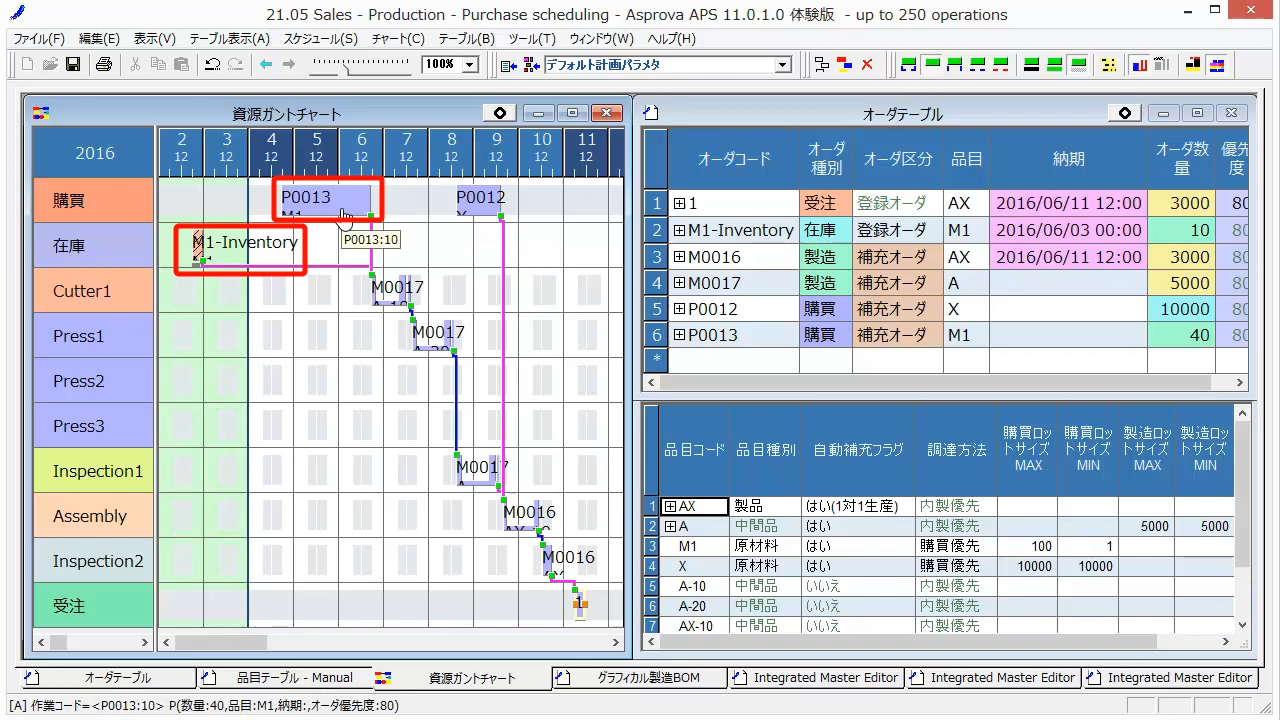 21.05 Sales - Production - Purchase scheduling - Asprova APS 11.0.1.0 体験版 - up to 250 operations
ファイル(F) 編集(E) 表示(V) テーブル表示(A) スケジュール(S) チャート(C) テーブル(B) ツール(T) ウィンドウ(W) ヘルプ(H)
100% デフォルト計画パラメタ
資源ガントチャート
2016
2 3 4 5 6 7 8 9 10 11
12 12 12 12 12 12 12 12 12 12
購買 P0013 P0012
M1
P0013:10
在庫 M1-Inventory
Cutter1 M0017
Press1 M0017
Press2
Press3
Inspection1 M0017
Assembly M0016
Inspection2 M0016
受注 1
オーダテーブル
オーダコード オーダ種別 オーダ区分 品目 納期 オーダ数量 優先度
1 1 受注 登録オーダ AX 2016/06/11 12:00 3000 80
2 M1-Inventory 在庫 登録オーダ M1 2016/06/03 00:00 10 80
3 M0016 製造 補充オーダ AX 2016/06/11 12:00 3000 80
4 M0017 製造 補充オーダ A 5000 80
5 P0012 購買 補充オーダ X 10000 80
6 P0013 購買 補充オーダ M1 40 80
*
品目コード 品目種別 自動補充フラグ 調達方法 購買ロットサイズMAX 購買ロットサイズMIN 製造ロットサイズMAX 製造ロットサイズMIN
1 AX 製品 はい(1対1生産) 内製優先
2 A 中間品 はい 内製優先 5000 5000
3 M1 原材料 はい 購買優先 100 1
4 X 原材料 はい 購買優先 10000 10000
5 A-10 中間品 いいえ 内製優先
6 A-20 中間品 いいえ 内製優先
7 AX-10 中間品 いいえ 内製優先
オーダテーブル 品目テーブル - Manual 資源ガントチャート グラフィカル製造BOM Integrated Master Editor Integrated Master Editor Integrated Master Editor
[A] 作業コード=<P0013:10> P(数量:40,品目:M1,納期:,オーダ優先度:80)